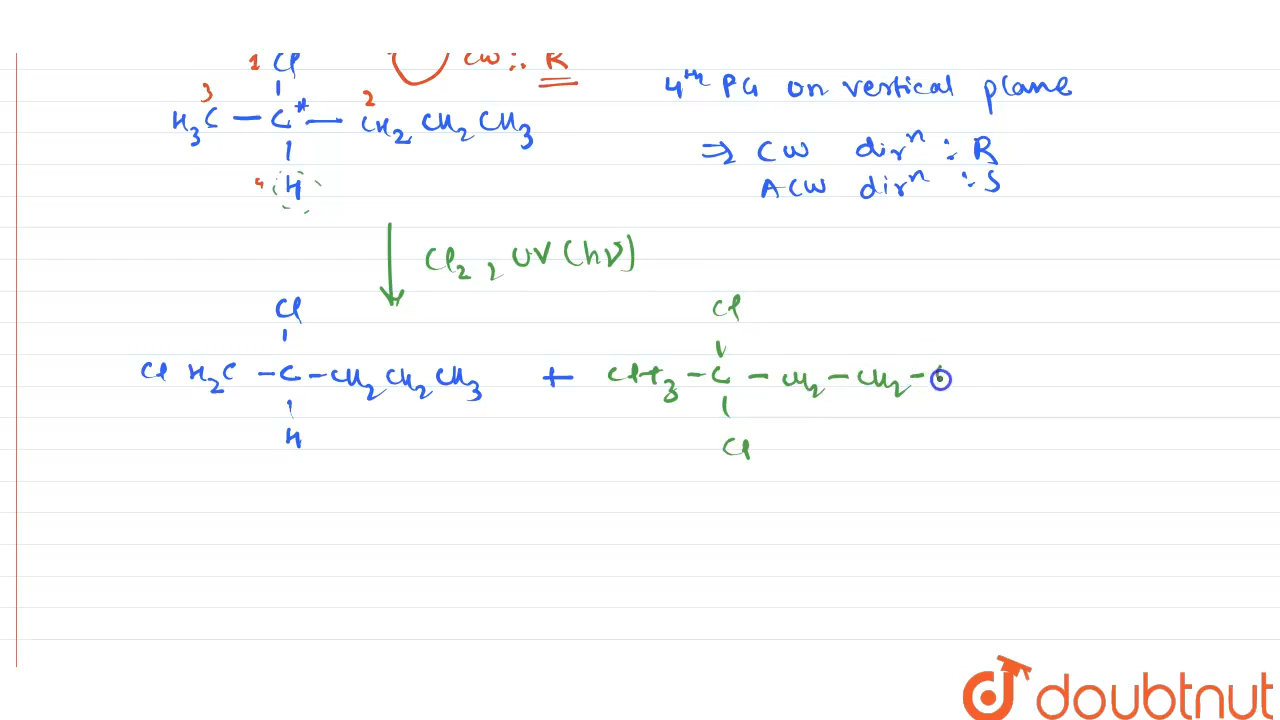 1 Cl CW ∴ R
3 2
H3C – C* – CH2 CH2 CH3
4 H
4th PG on vertical plane
⇒ CW dirn : R
ACW dirn : S
Cl2, UV (hν)
Cl Cl
Cl H2C – C – CH2 CH2 CH3 + CH3 – C – CH2 – CH2 –
H Cl
doubtnut